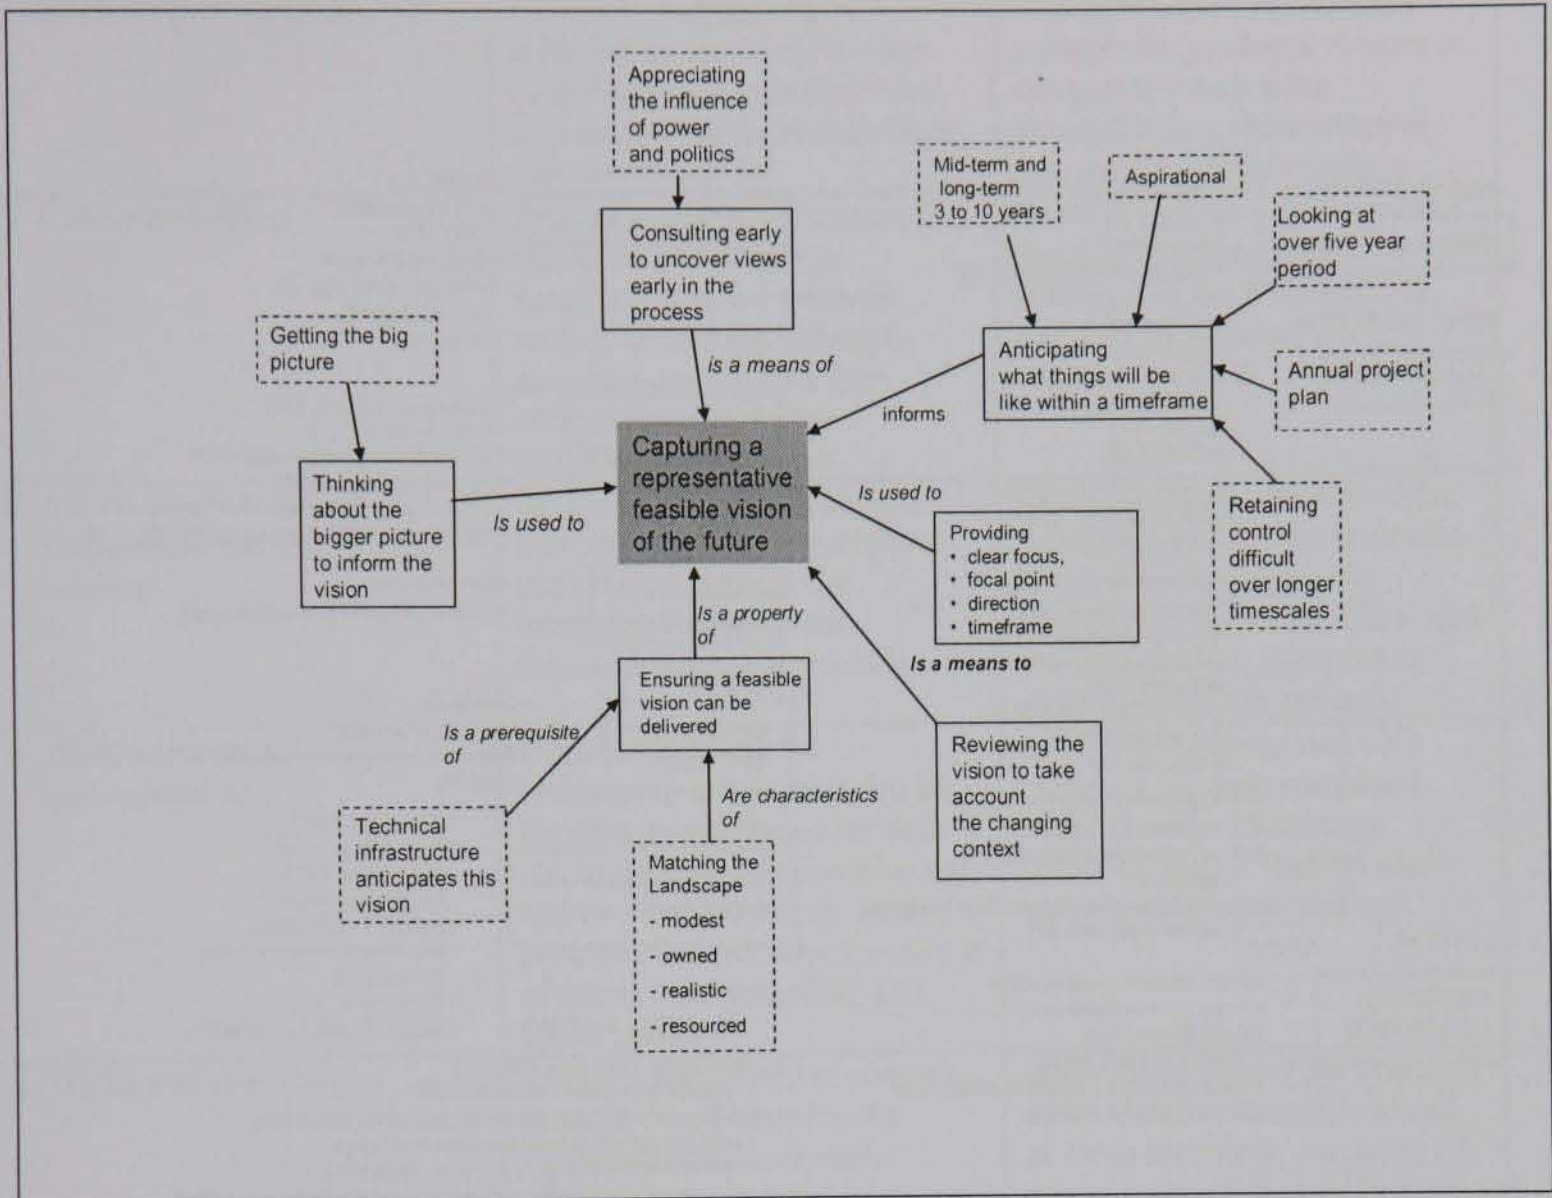 Appreciating
the influence
of power
and politics
Mid-term and
long-term
3 to 10 years
Aspirational
Looking at
over five year
period
Consulting early
to uncover views
early in the
process
Getting the big
picture
is a means of
Anticipating
what things will be
like within a timeframe
Annual project
plan
informs
Capturing a
representative
feasible vision
of the future
Thinking
about the
bigger picture
to inform the
vision
Is used to
Is used to
Retaining
control
difficult
over longer
timescales
Providing
• clear focus,
• focal point
• direction
• timeframe
Is a property
of
Is a means to
Ensuring a feasible
vision can be
delivered
Is a prerequisite
of
Reviewing the
vision to take
account
the changing
context
Are characteristics
of
Technical
infrastructure
anticipates this
vision
Matching the
Landscape
- modest
- owned
- realistic
- resourced